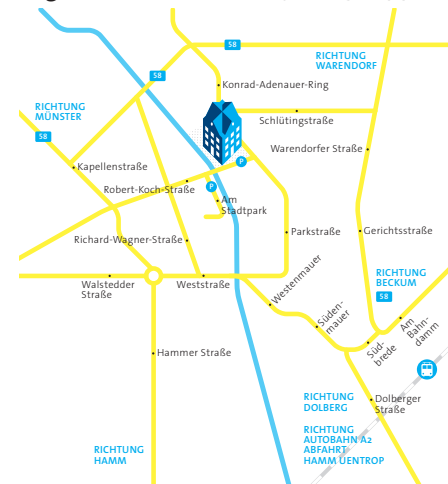 58
RICHTUNG
WARENDORF
58
Konrad-Adenauer-Ring
RICHTUNG
MÜNSTER
Schlütingstraße
58
Warendorfer Straße
P
Kapellenstraße
P
Robert-Koch-Straße
Am
Stadtpark
Parkstraße
Gerichtsstraße
Richard-Wagner-Straße
Westenmauer
RICHTUNG
BECKUM
58
Walstedder
Straße
Weststraße
Süden-
mauer
Am
Bahn-
damm
Süd-
brede
Hammer Straße
RICHTUNG
DOLBERG
Dolberger
Straße
RICHTUNG
AUTOBAHN A2
ABFAHRT
HAMM UENTROP
RICHTUNG
HAMM